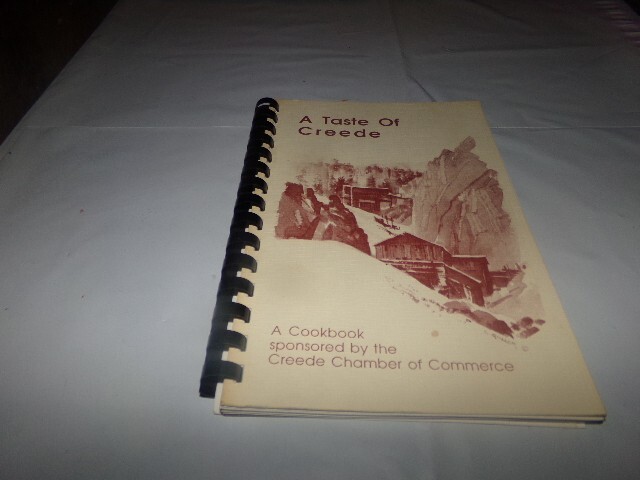 A Taste Of
Creede
A Cookbook
sponsored by the
Creede Chamber of Commerce